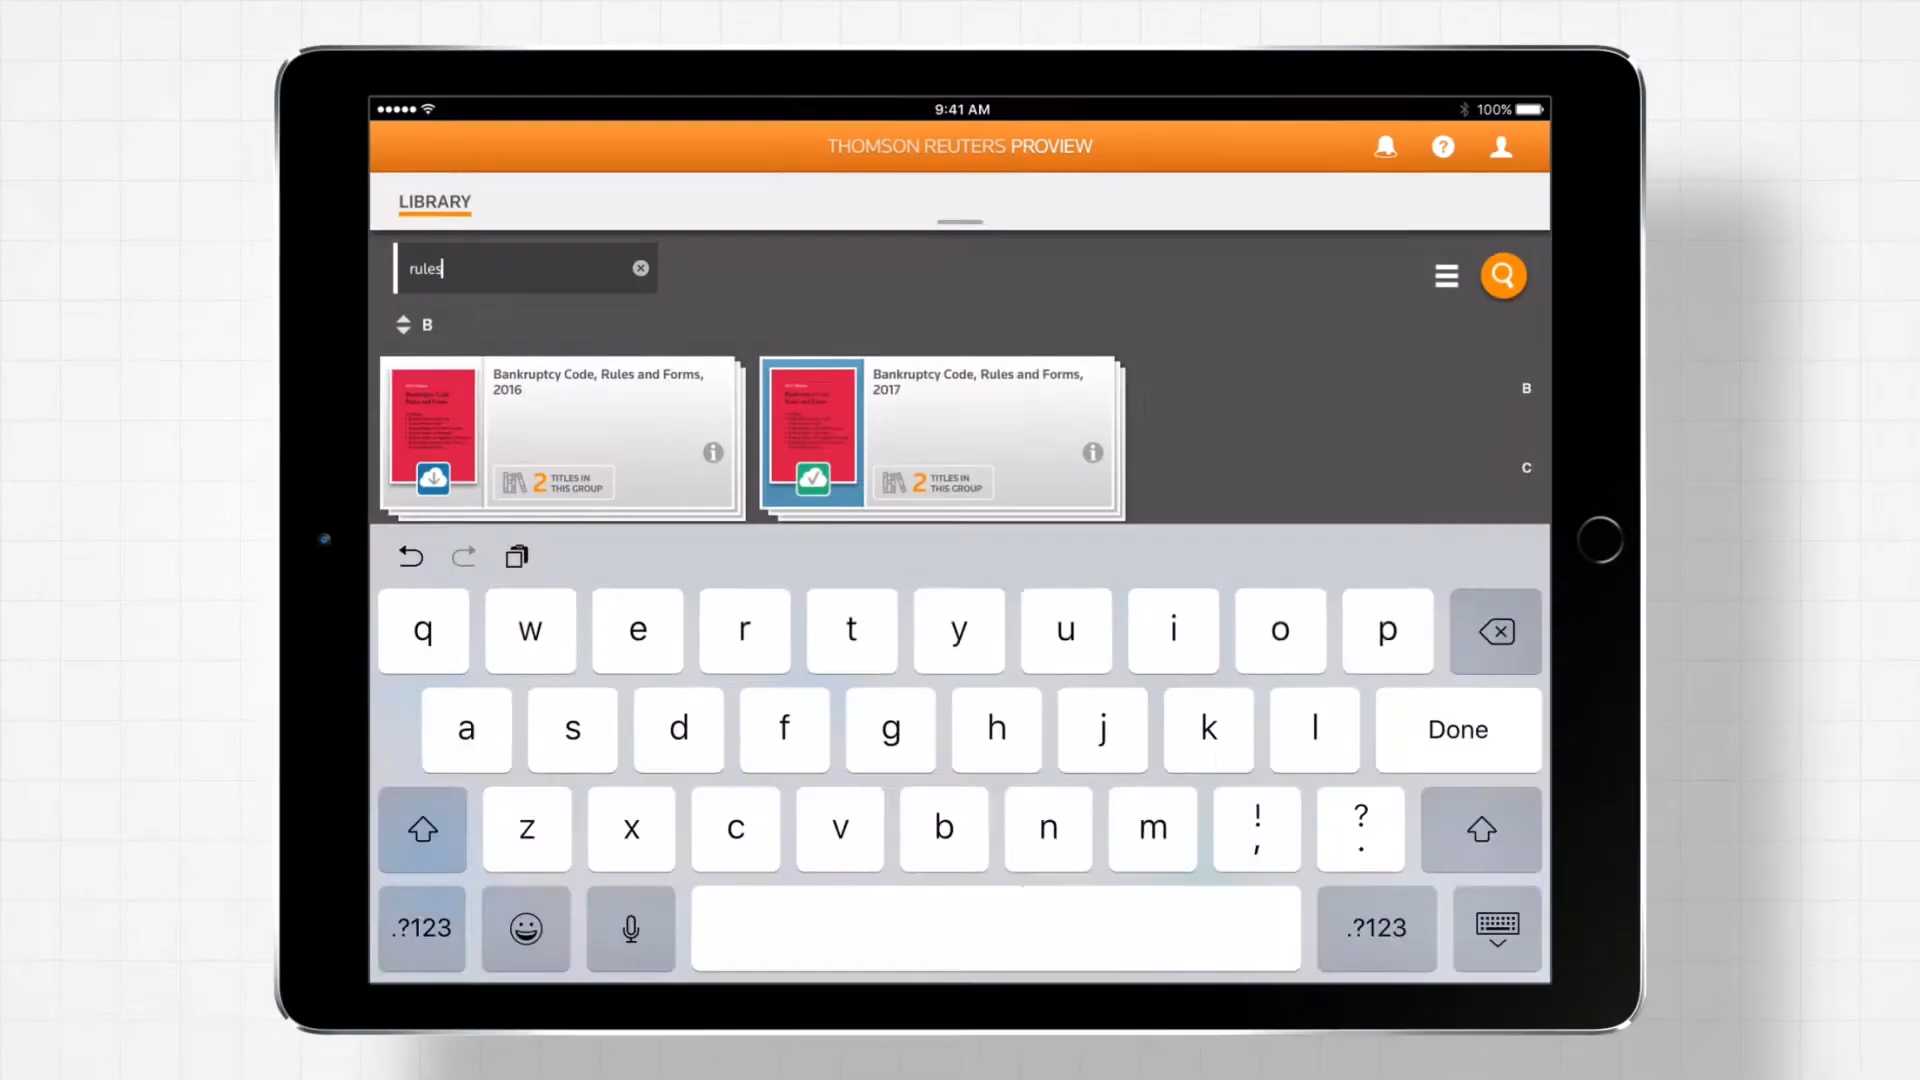 9:41 AM
100%
THOMSON REUTERS PROVIEW
?
LIBRARY
rules
B
Bankruptcy Code, Rules and Forms,
2016
2 TITLES IN
THIS GROUP
Bankruptcy Code, Rules and Forms,
2017
2 TITLES IN
THIS GROUP
B
C
q w e r t y u i o p
a s d f g h j k l Done
z x c v b n m ! , ? .
.?123 .?123